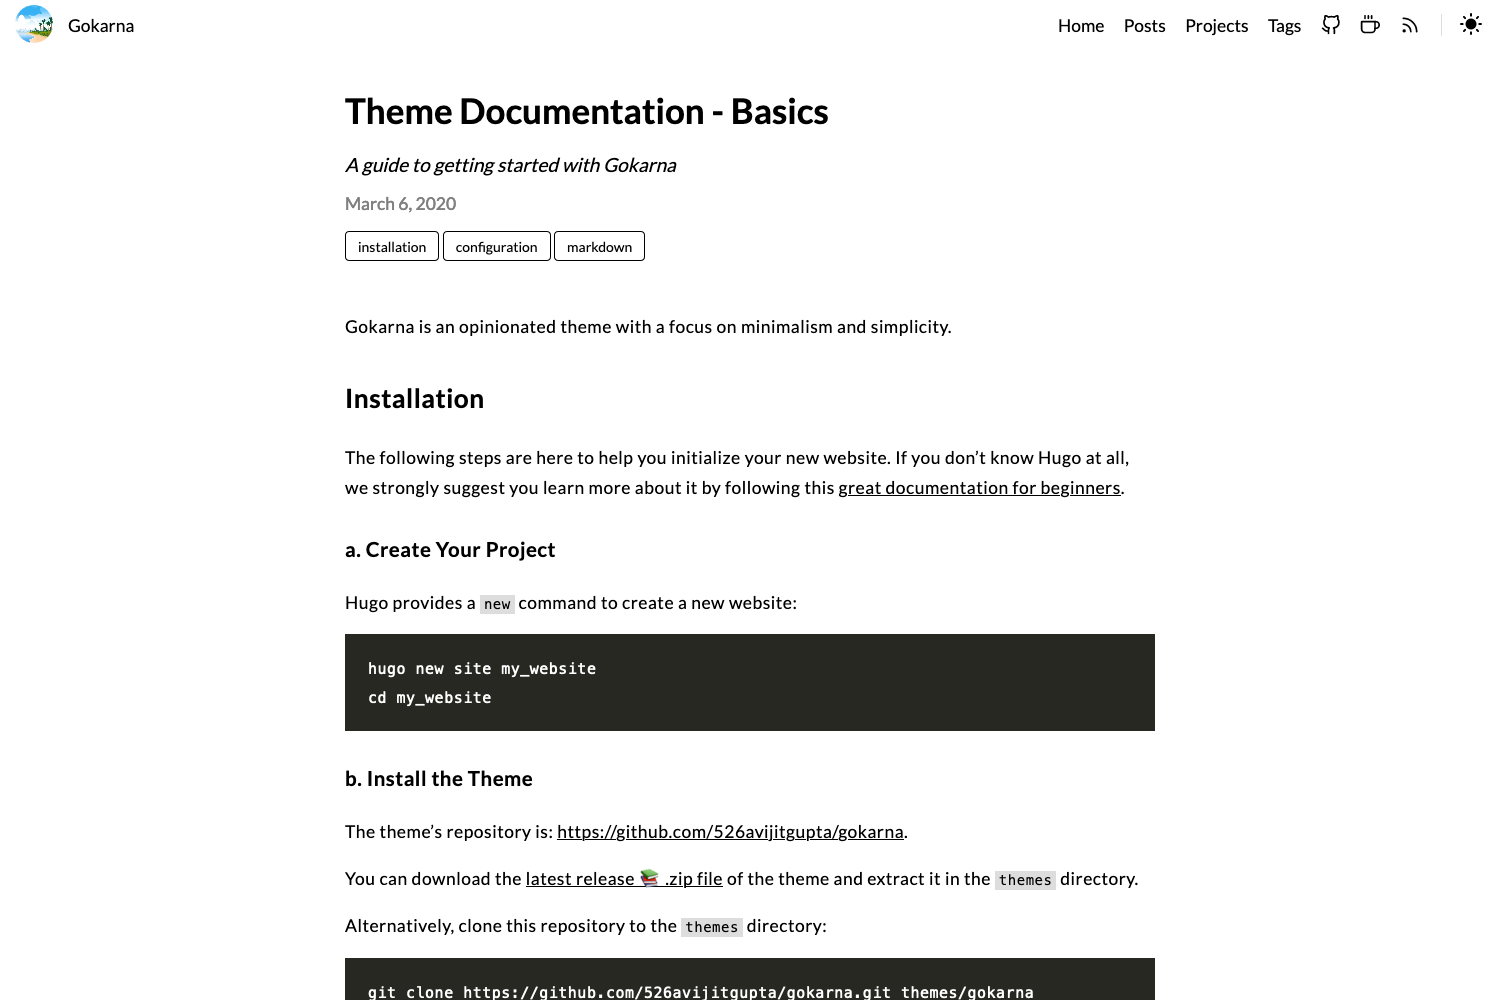 Gokarna
Home Posts Projects Tags
Theme Documentation - Basics
A guide to getting started with Gokarna
March 6, 2020
installation configuration markdown
Gokarna is an opinionated theme with a focus on minimalism and simplicity.
Installation
The following steps are here to help you initialize your new website. If you don’t know Hugo at all,
we strongly suggest you learn more about it by following this great documentation for beginners.
a. Create Your Project
Hugo provides a new command to create a new website:
hugo new site my_website
cd my_website
b. Install the Theme
The theme’s repository is: https://github.com/526avijitgupta/gokarna.
You can download the latest release 📚 .zip file of the theme and extract it in the themes directory.
Alternatively, clone this repository to the themes directory:
git clone https://github.com/526avijitgupta/gokarna.git themes/gokarna